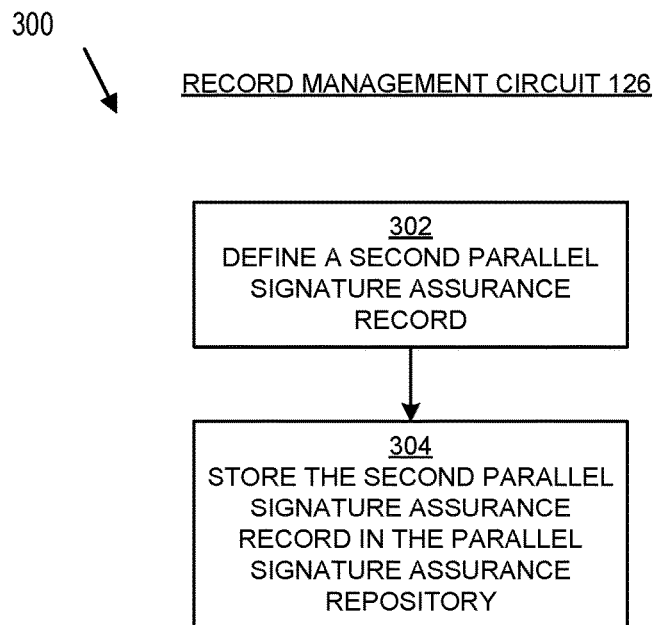 300
RECORD MANAGEMENT CIRCUIT 126
302
DEFINE A SECOND PARALLEL
SIGNATURE ASSURANCE
RECORD
304
STORE THE SECOND PARALLEL
SIGNATURE ASSURANCE
RECORD IN THE PARALLEL
SIGNATURE ASSURANCE
REPOSITORY